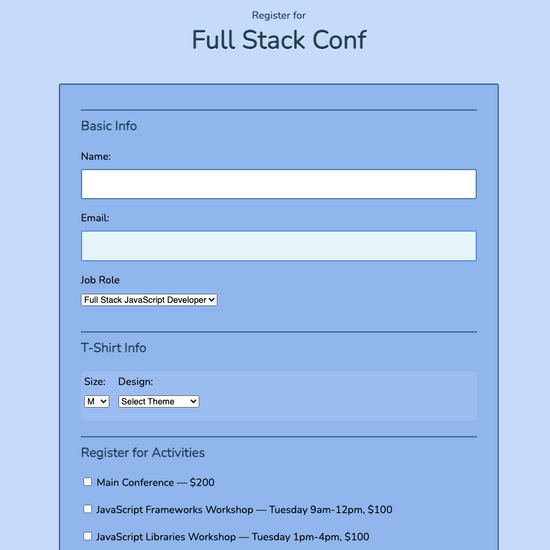 Register for
Full Stack Conf
Basic Info
Name:
Email:
Job Role
Full Stack JavaScript Developer
T-Shirt Info
Size: Design:
M Select Theme
Register for Activities
Main Conference — $200
JavaScript Frameworks Workshop — Tuesday 9am-12pm, $100
JavaScript Libraries Workshop — Tuesday 1pm-4pm, $100